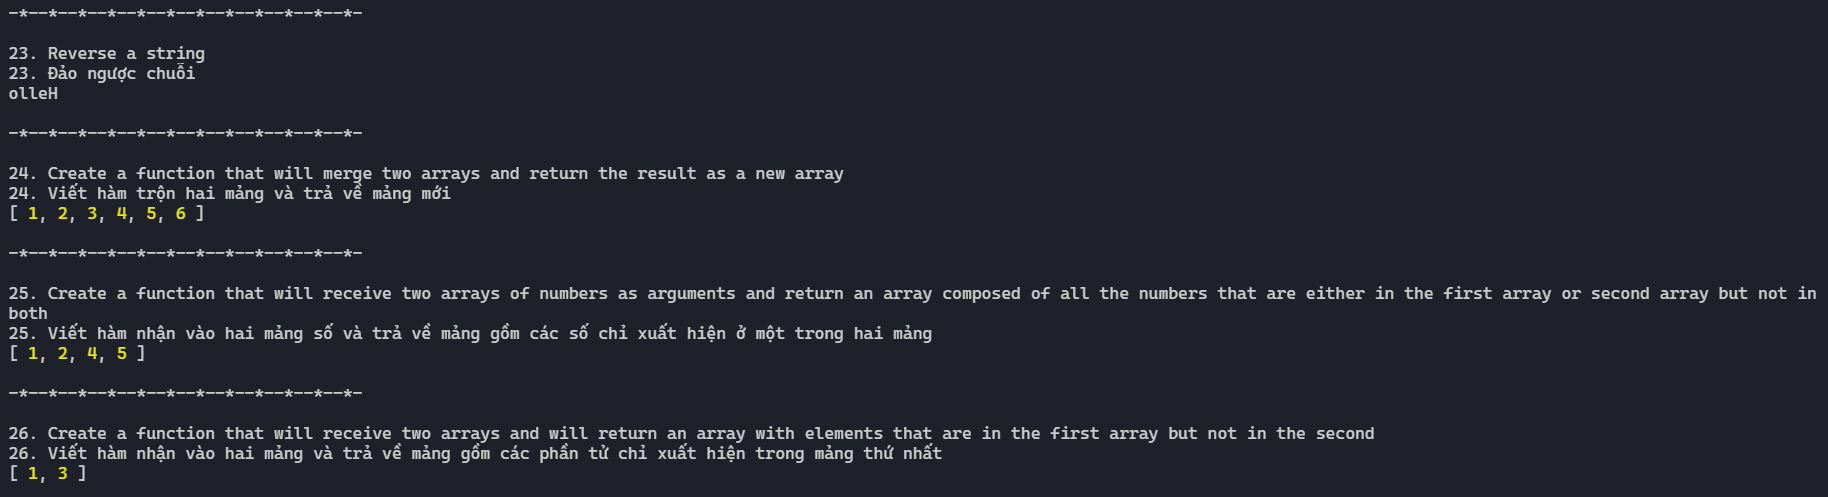 -*--*--*--*--*--*--*--*--*--*--*--*-
23. Reverse a string
23. Đảo ngược chuỗi
olleH
-*--*--*--*--*--*--*--*--*--*--*--*-
24. Create a function that will merge two arrays and return the result as a new array
24. Viết hàm trộn hai mảng và trả về mảng mới
[ 1, 2, 3, 4, 5, 6 ]
-*--*--*--*--*--*--*--*--*--*--*--*-
25. Create a function that will receive two arrays of numbers as arguments and return an array composed of all the numbers that are either in the first array or second array but not in
both
25. Viết hàm nhận vào hai mảng số và trả về mảng gồm các số chỉ xuất hiện ở một trong hai mảng
[ 1, 2, 4, 5 ]
-*--*--*--*--*--*--*--*--*--*--*--*-
26. Create a function that will receive two arrays and will return an array with elements that are in the first array but not in the second
26. Viết hàm nhận vào hai mảng và trả về mảng gồm các phần tử chỉ xuất hiện trong mảng thứ nhất
[ 1, 3 ]